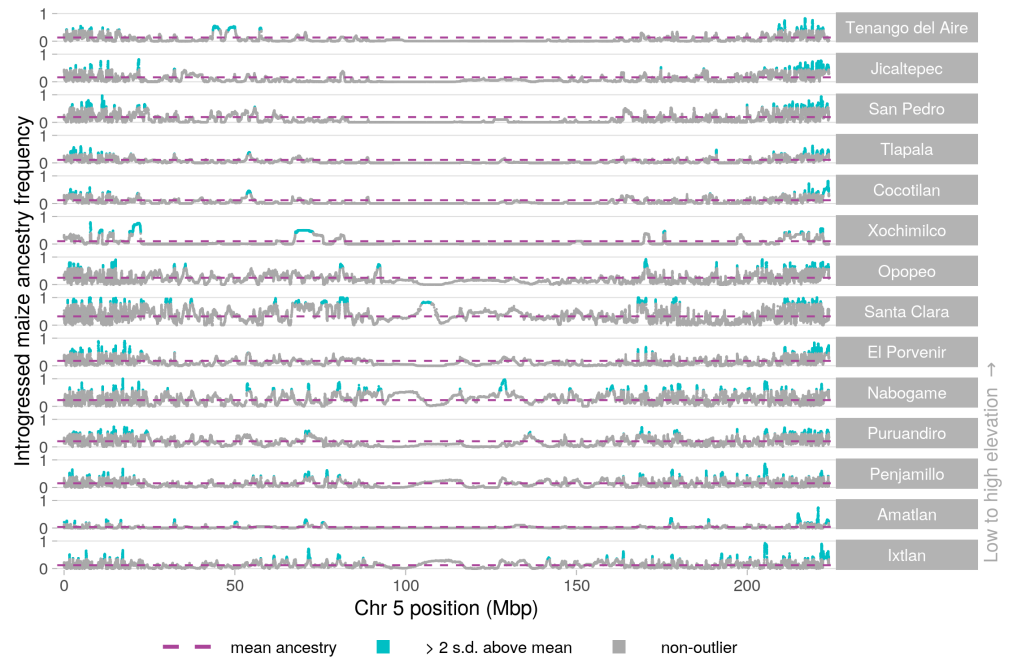 Introgressed maize ancestry frequency
1
0
Tenango del Aire
1
0
Jicaltepec
1
0
San Pedro
1
0
Tlapala
1
0
Cocotilan
1
0
Xochimilco
1
0
Opopeo
1
0
Santa Clara
1
0
El Porvenir
1
0
Nabogame
1
0
Puruandiro
1
0
Penjamillo
1
0
Amatlan
1
0
Ixtlan
Low to high elevation →
0 50 100 150 200
Chr 5 position (Mbp)
mean ancestry > 2 s.d. above mean non-outlier